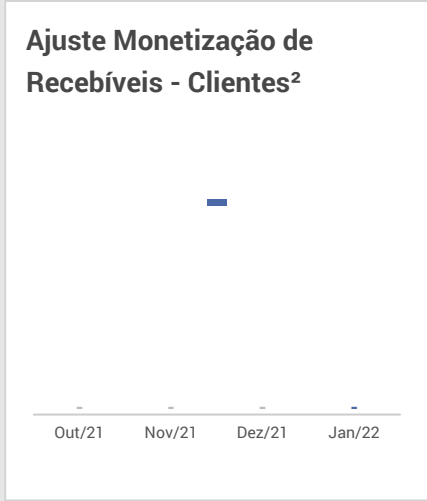 Ajuste Monetização de
Recebíveis - Clientes²
- - - -
Out/21 Nov/21 Dez/21 Jan/22